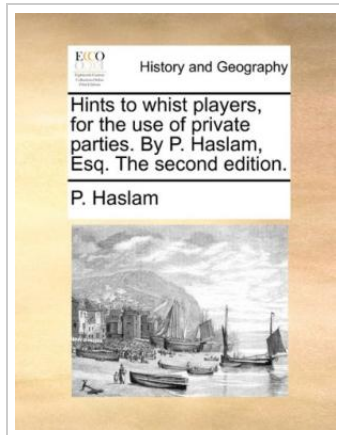 ECCO
History and Geography
Hints to whist players,
for the use of private
parties. By P. Haslam,
Esq. The second edition.
P. Haslam